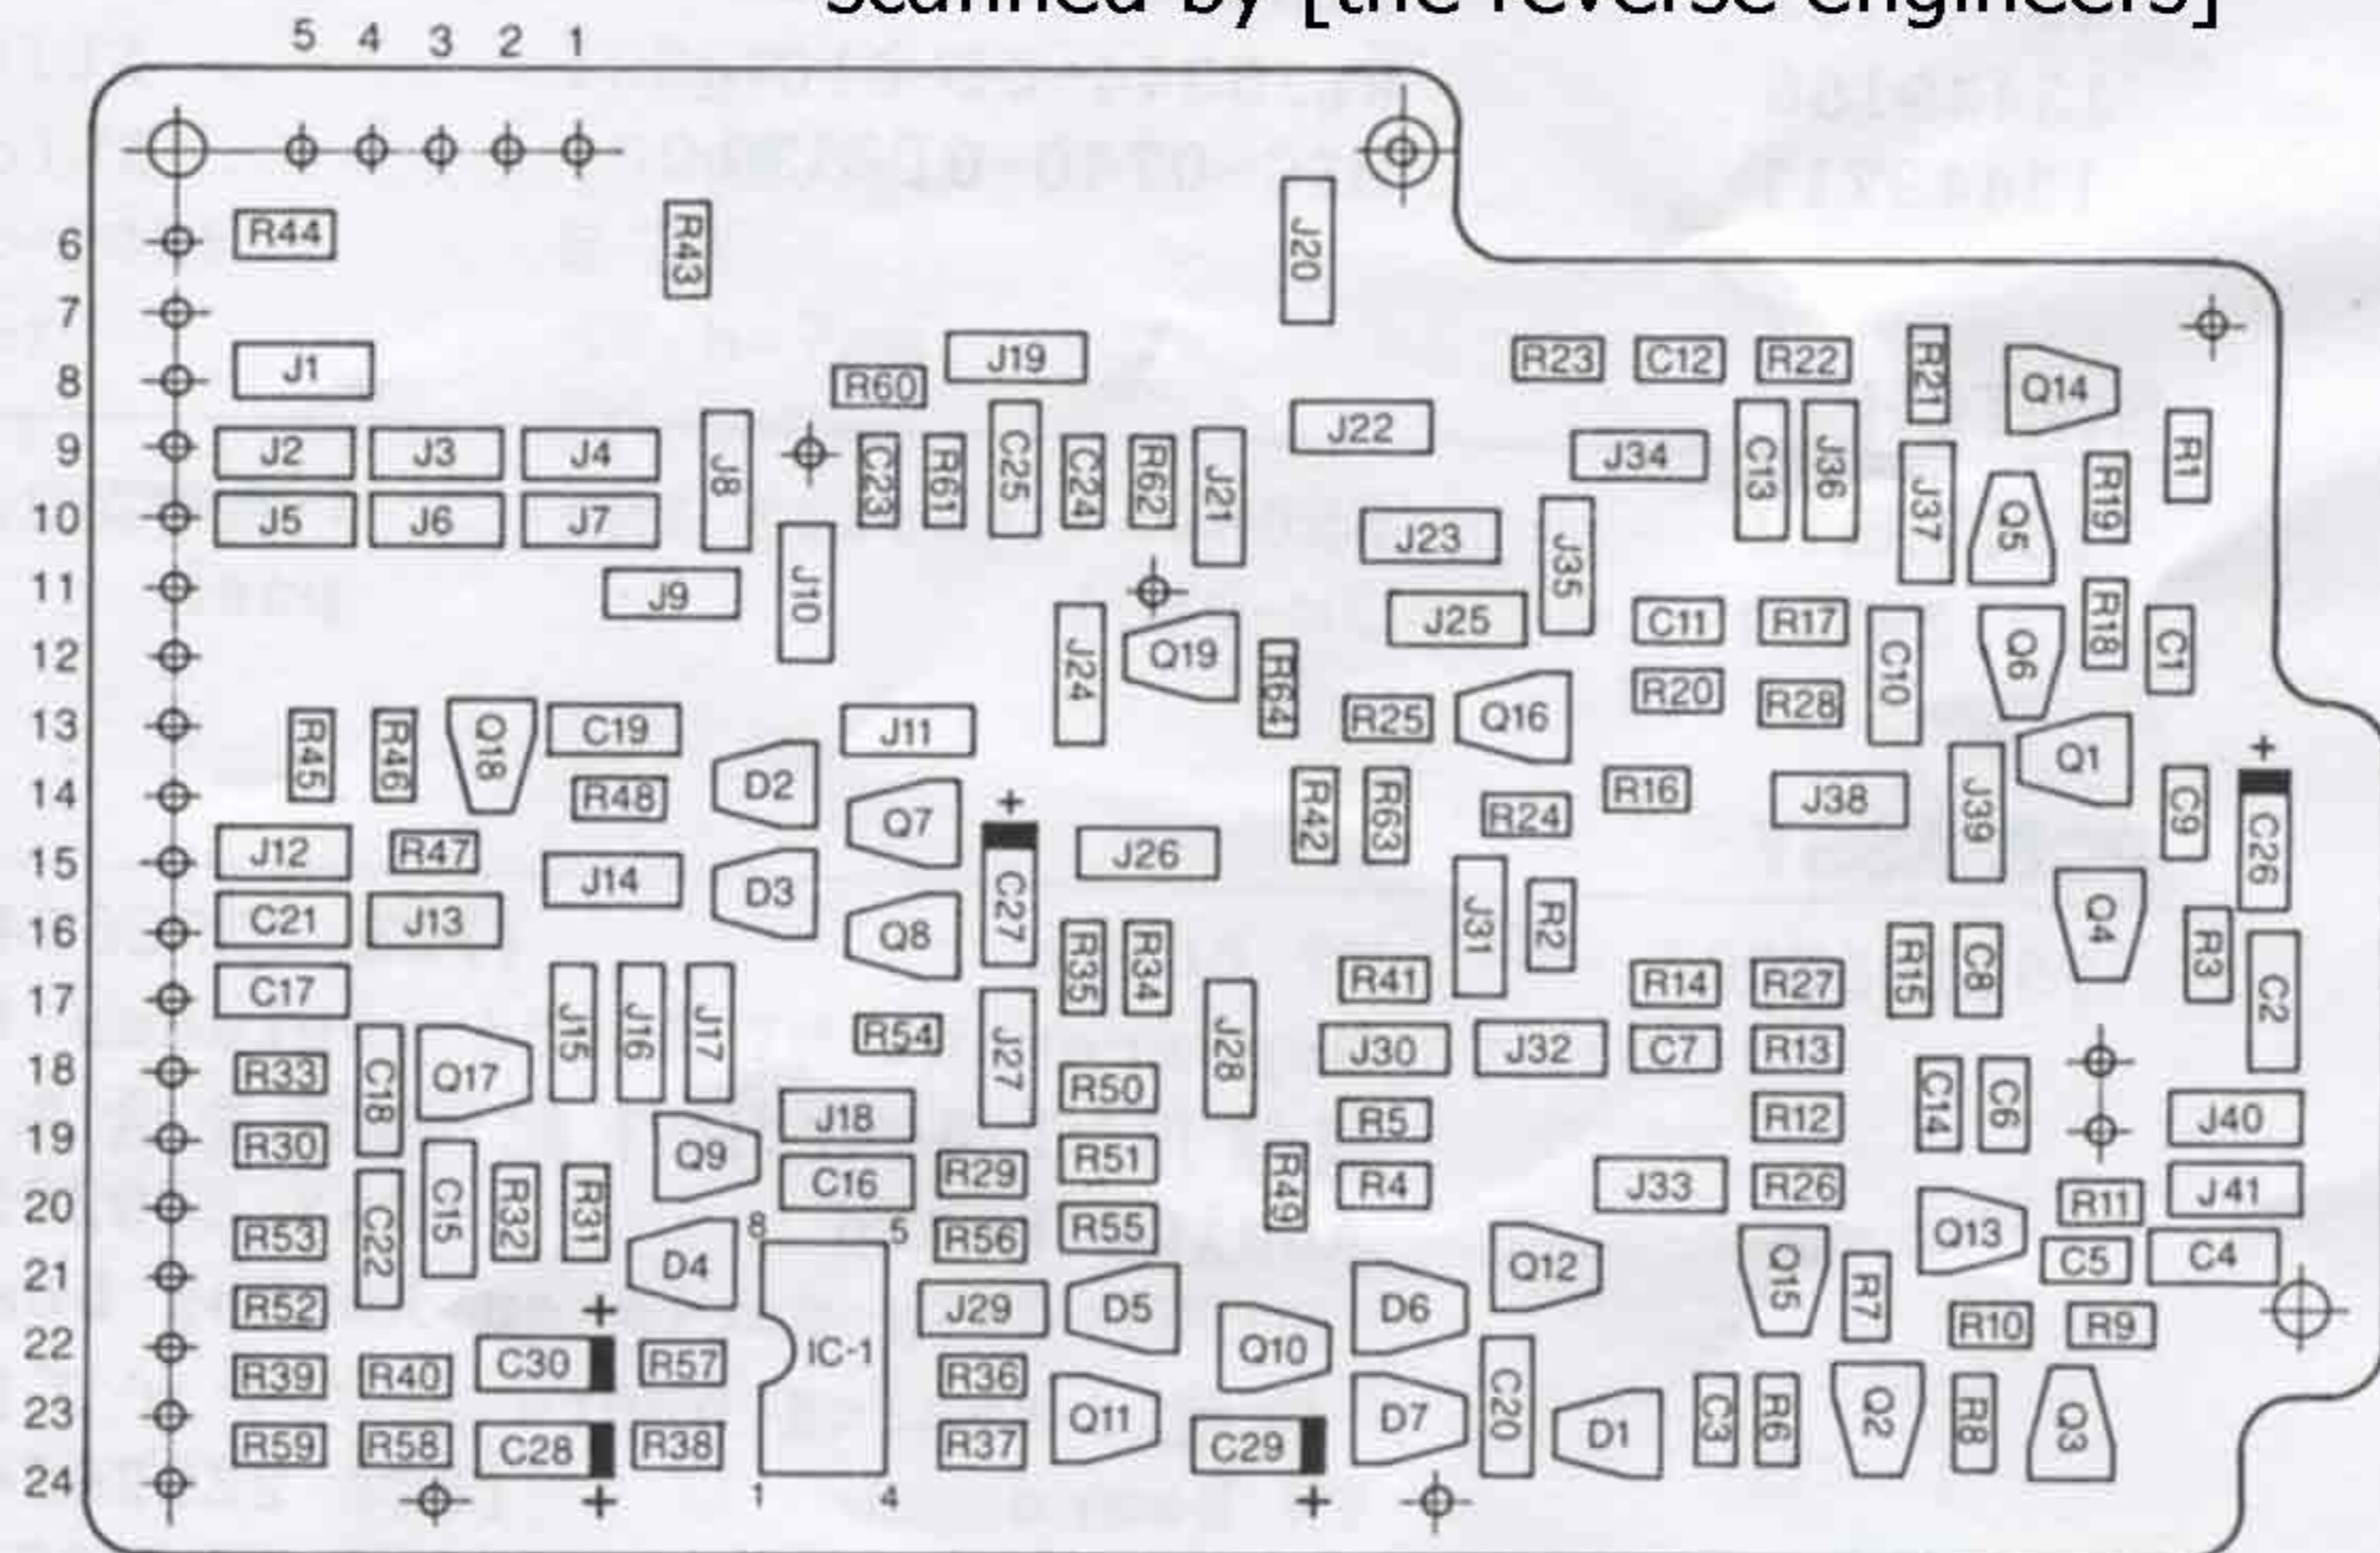 scanned by [the reverse engineers]
5 4 3 2 1
6 R44 R43 J20
7
J1 R60 J19 R23 C12 R22 R21 Q14
8
9 J2 J3 J4 J8 C23 R61 C25 C24 R62 J21 J22 J34 C13 J36 J37 R19 R1
10 J5 J6 J7 J23 J35 Q5
11 J9 J10 J25 C11 R17 R18
12 J24 Q19 R64 R20 R28 C10 Q6 C1
13 R45 R46 Q18 C19 D2 J11 R25 Q16 Q1 +
14 R48 Q7 + R42 R63 R24 R16 J38 J39 C9
15 J12 R47 J14 D3 J26 C26
16 C21 J13 Q8 C27 R35 R34 J31 R2 R15 C8 Q4 R3
17 C17 J15 J16 J17 R54 J27 J28 R41 R14 R27 C2
18 R33 C18 Q17 R50 J30 J32 C7 R13
19 R30 Q9 J18 R51 R5 R12 C14 C6 J40
20 C22 C15 R32 R31 C16 R29 R49 R4 J33 R26 R11 J41
R53 8 5 R56 R55 Q12 Q15 Q13 C5 C4
21 D4
R52 + J29 D5 D6 R7 R10 R9
22 C30 R57 IC-1 Q10
R39 R40 R36 C20
23 Q11 D7 D1 C3 R6 Q2 R8 Q3
R59 R58 C28 R38 R37 C29
24 + 1 4 +